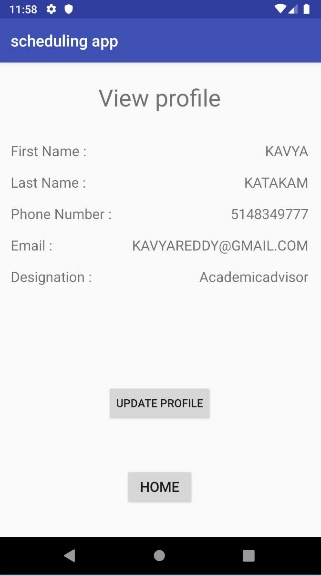 11:58
scheduling app
View profile
First Name : KAVYA
Last Name : KATAKAM
Phone Number : 5148349777
Email : KAVYAREDDY@GMAIL.COM
Designation : Academicadvisor
UPDATE PROFILE
HOME